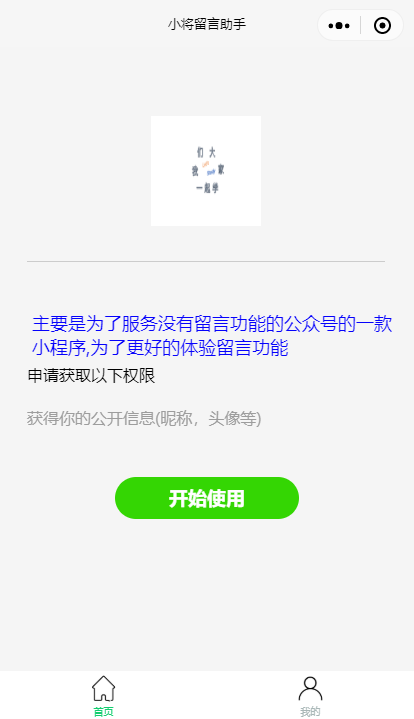 小将留言助手
们 大
我 家
一起学
主要是为了服务没有留言功能的公众号的一款
小程序,为了更好的体验留言功能
申请获取以下权限
获得你的公开信息(昵称，头像等)
开始使用
首页
我的